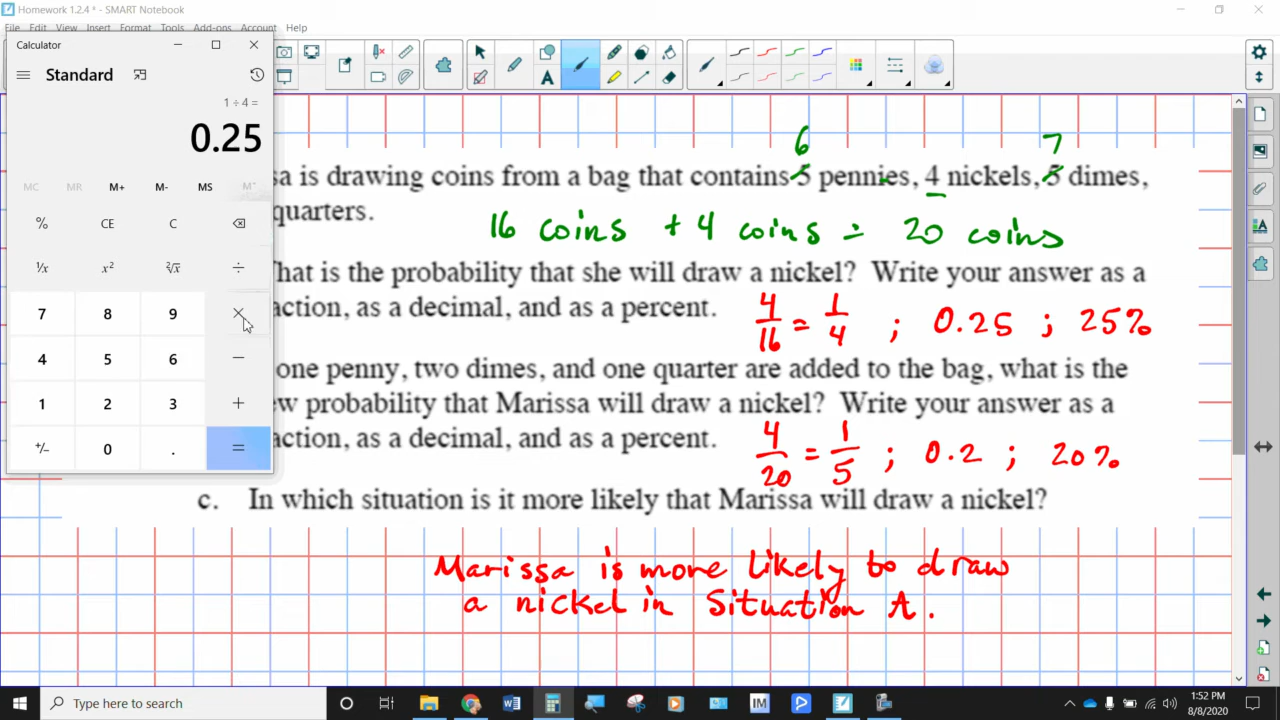 Homework 1.2.4 * - SMART Notebook
File Edit View Insert Format Tools Add-ons Account Help
Calculator
Standard
1 ÷ 4 =
0.25
MC MR M+ M- MS M˅
% CE C
¹/x x² ²√x ÷
7 8 9 ×
4 5 6 −
1 2 3 +
+/− 0 . =
6 7
sa is drawing coins from a bag that contains 5 pennies, 4 nickels, 5 dimes,
quarters.
16 coins + 4 coins = 20 coins
hat is the probability that she will draw a nickel? Write your answer as a
action, as a decimal, and as a percent.
4/16 = 1/4 ; 0.25 ; 25%
one penny, two dimes, and one quarter are added to the bag, what is the
w probability that Marissa will draw a nickel? Write your answer as a
action, as a decimal, and as a percent.
4/20 = 1/5 ; 0.2 ; 20%
c. In which situation is it more likely that Marissa will draw a nickel?
Marissa is more likely to draw
a nickel in Situation A.
Type here to search
1:52 PM
8/8/2020